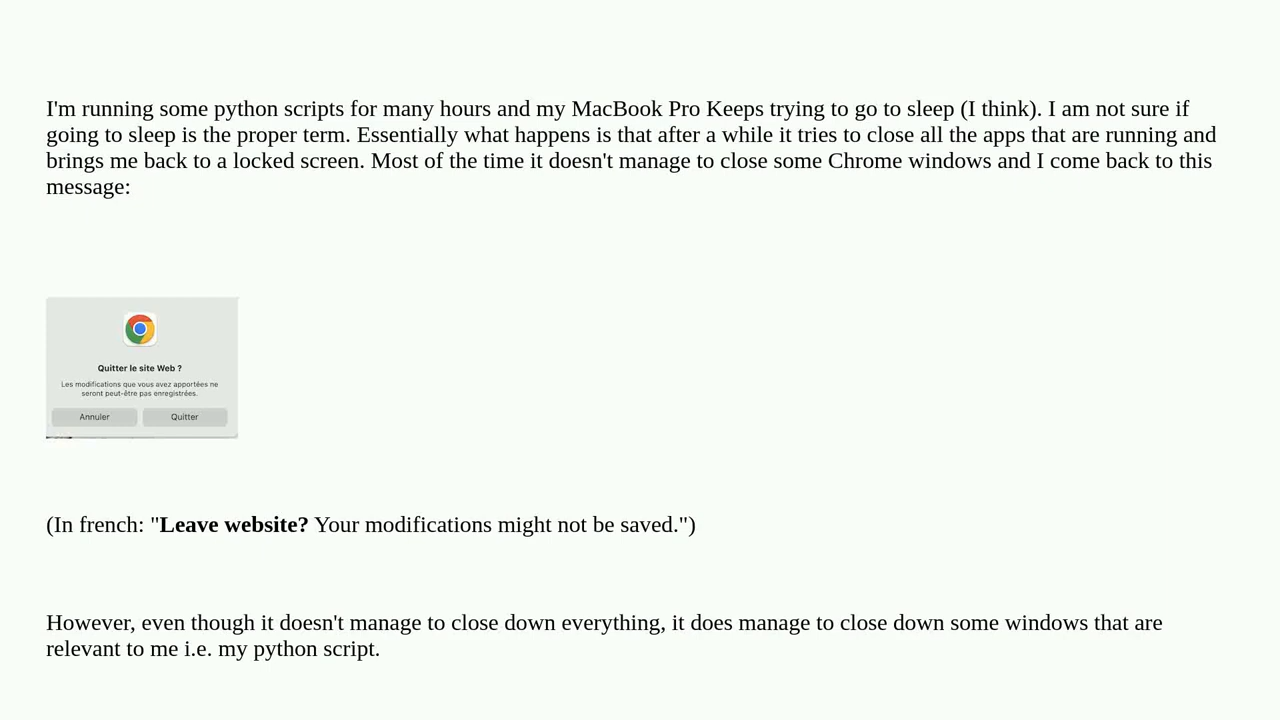 I'm running some python scripts for many hours and my MacBook Pro Keeps trying to go to sleep (I think). I am not sure if
going to sleep is the proper term. Essentially what happens is that after a while it tries to close all the apps that are running and
brings me back to a locked screen. Most of the time it doesn't manage to close some Chrome windows and I come back to this
message:
Quitter le site Web ?
Les modifications que vous avez apportées ne
seront peut-être pas enregistrées.
Annuler Quitter
(In french: "Leave website? Your modifications might not be saved.")
However, even though it doesn't manage to close down everything, it does manage to close down some windows that are
relevant to me i.e. my python script.